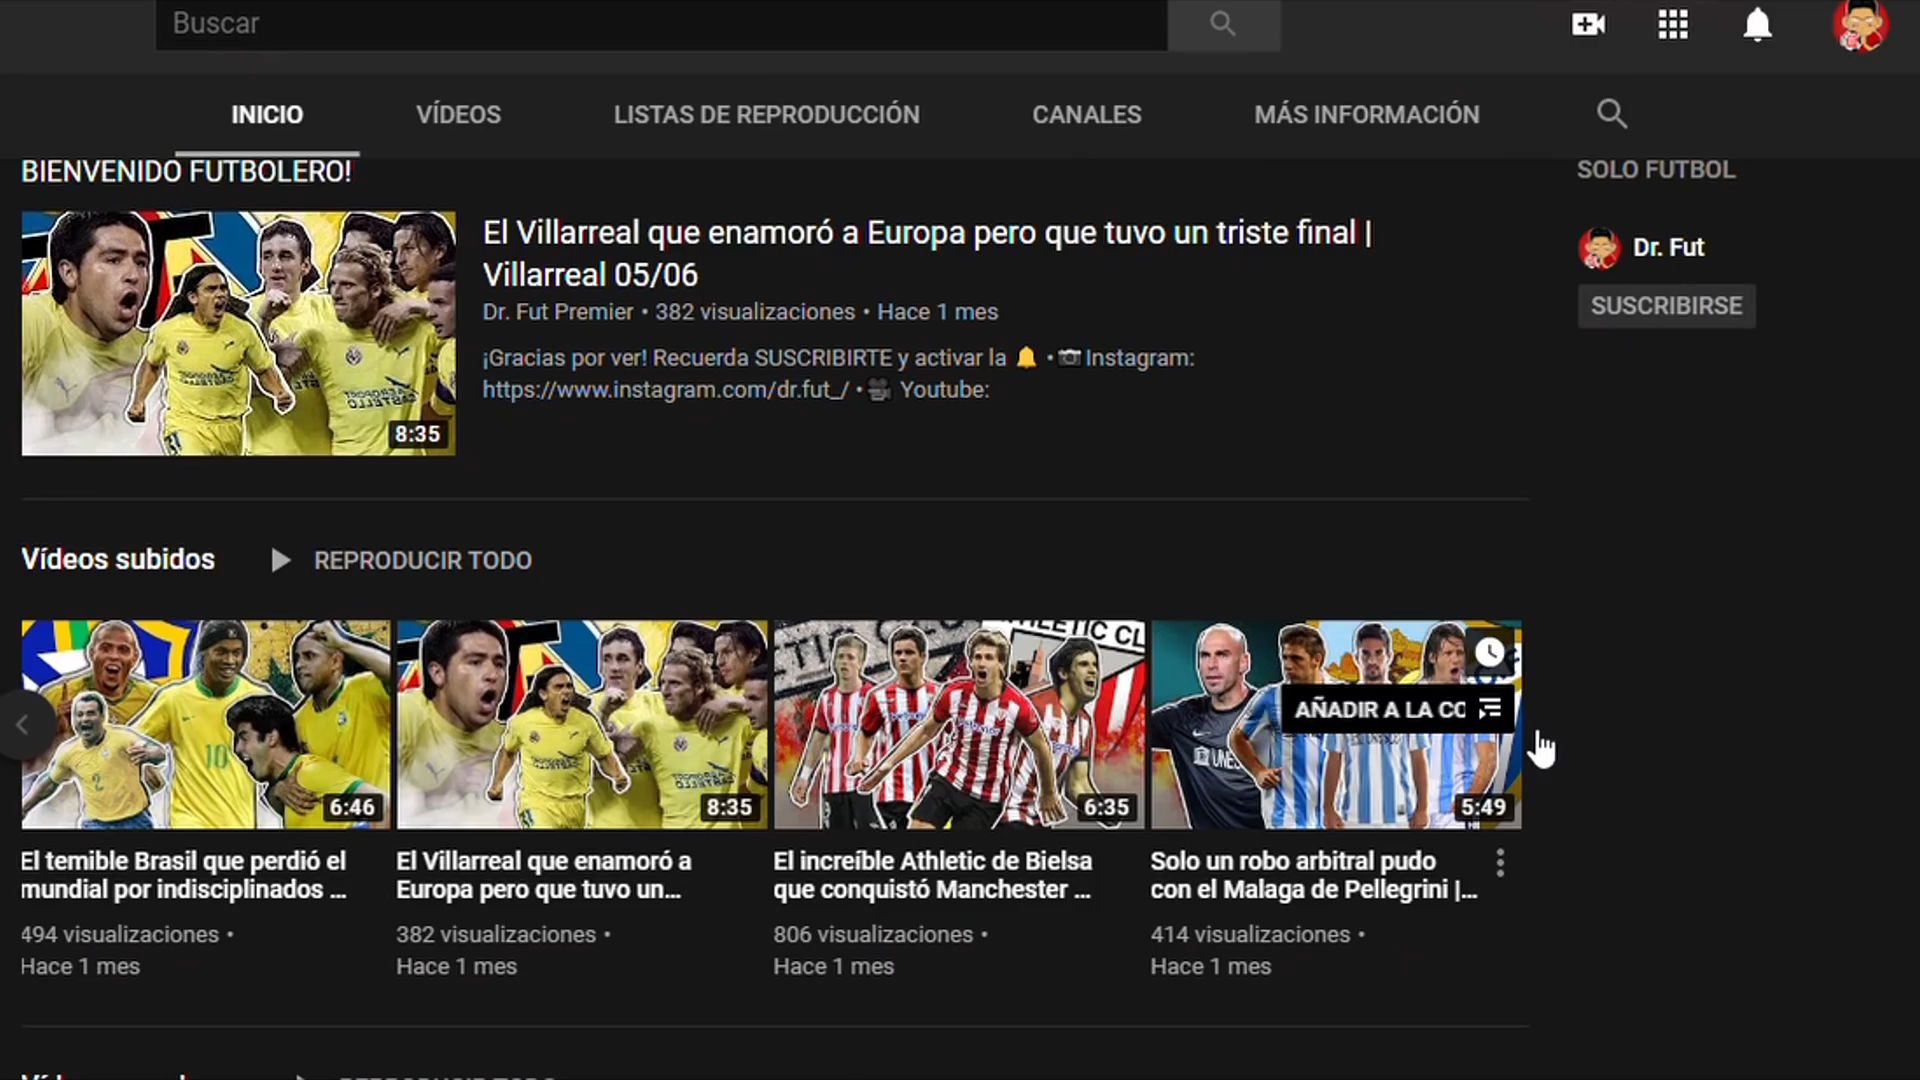 Buscar
INICIO
VÍDEOS
LISTAS DE REPRODUCCIÓN
CANALES
MÁS INFORMACIÓN
BIENVENIDO FUTBOLERO!
El Villarreal que enamoró a Europa pero que tuvo un triste final |
Villarreal 05/06
Dr. Fut Premier • 382 visualizaciones • Hace 1 mes
¡Gracias por ver! Recuerda SUSCRIBIRTE y activar la 🔔 • 📷 Instagram:
https://www.instagram.com/dr.fut_/ • 🎥 Youtube:
8:35
SOLO FUTBOL
Dr. Fut
SUSCRIBIRSE
Vídeos subidos
REPRODUCIR TODO
10
2
6:46
8:35
ATHLETIC CL
6:35
AÑADIR A LA CO
5:49
El temible Brasil que perdió el
mundial por indisciplinados ...
494 visualizaciones •
Hace 1 mes
El Villarreal que enamoró a
Europa pero que tuvo un...
382 visualizaciones •
Hace 1 mes
El increíble Athletic de Bielsa
que conquistó Manchester ...
806 visualizaciones •
Hace 1 mes
Solo un robo arbitral pudo
con el Malaga de Pellegrini |...
414 visualizaciones •
Hace 1 mes
REPRODUCIR TODO